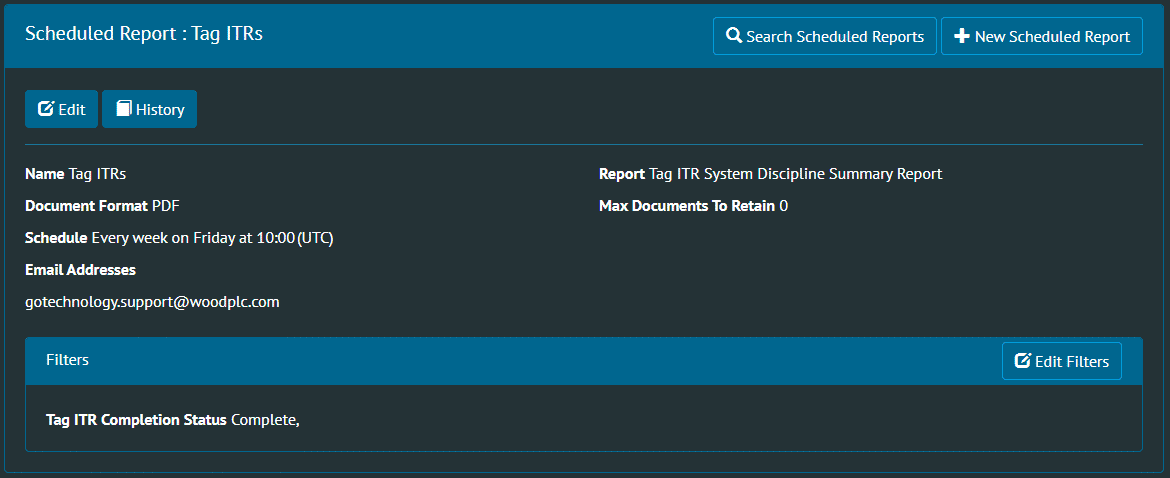 Scheduled Report : Tag ITRs
Search Scheduled Reports
New Scheduled Report
Edit
History
Name Tag ITRs
Report Tag ITR System Discipline Summary Report
Document Format PDF
Max Documents To Retain 0
Schedule Every week on Friday at 10:00 (UTC)
Email Addresses
gotechnology.support@woodplc.com
Filters
Edit Filters
Tag ITR Completion Status Complete,